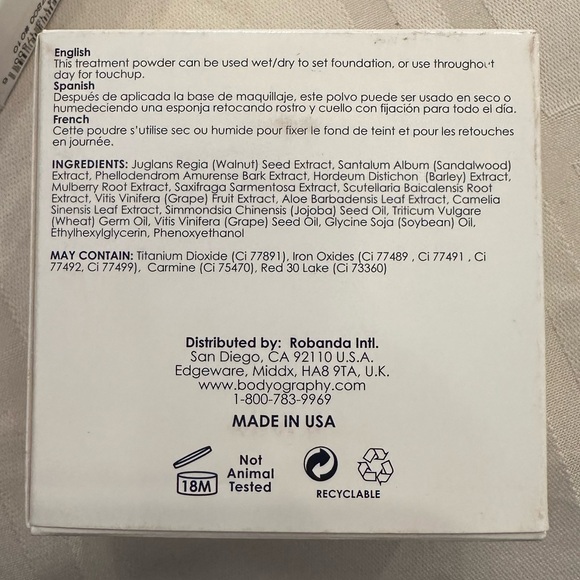 English
This treatment powder can be used wet/dry to set foundation, or use throughout
day for touchup.
Spanish
Después de aplicada la base de maquillaje, este polvo puede ser usado en seco o
humedeciendo una esponja retocando rostro y cuello con fijación para todo el día.
French
Cette poudre s'utilise sec ou humide pour fixer le fond de teint et pour les retouches
en journée.
INGREDIENTS: Juglans Regia (Walnut) Seed Extract, Santalum Album (Sandalwood)
Extract, Phellodendrom Amurense Bark Extract, Hordeum Distichon (Barley) Extract,
Mulberry Root Extract, Saxifraga Sarmentosa Extract, Scutellaria Baicalensis Root
Extract, Vitis Vinifera (Grape) Fruit Extract, Aloe Barbadensis Leaf Extract, Camelia
Sinensis Leaf Extract, Simmondsia Chinensis (Jojoba) Seed Oil, Triticum Vulgare
(Wheat) Germ Oil, Vitis Vinifera (Grape) Seed Oil, Glycine Soja (Soybean) Oil,
Ethylhexylglycerin, Phenoxyethanol
MAY CONTAIN: Titanium Dioxide (Ci 77891), Iron Oxides (Ci 77489 , Ci 77491 , Ci
77492, Ci 77499), Carmine (Ci 75470), Red 30 Lake (Ci 73360)
Distributed by: Robanda Intl.
San Diego, CA 92110 U.S.A.
Edgeware, Middx, HA8 9TA, U.K.
www.bodyography.com
1-800-783-9969
MADE IN USA
18M
Not
Animal
Tested
RECYCLABLE